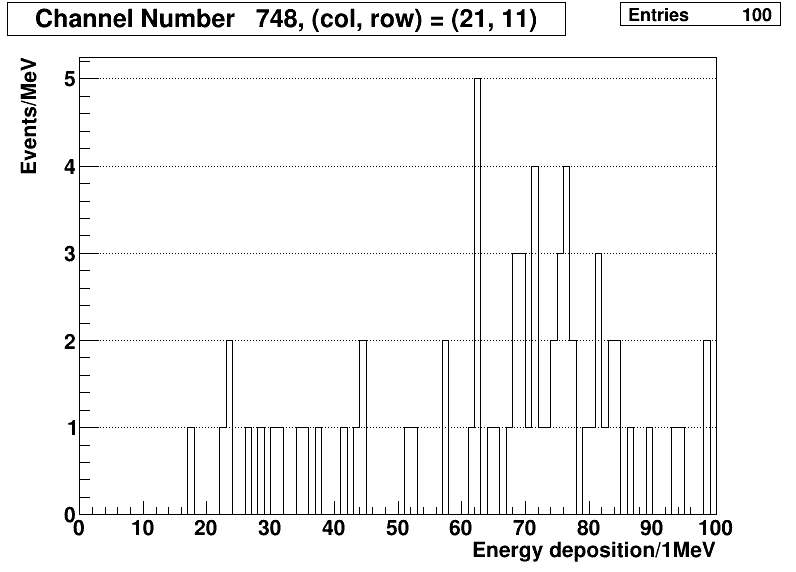 Channel Number 748, (col, row) = (21, 11)
Entries 100
Events/MeV
5
4
3
2
1
0
0 10 20 30 40 50 60 70 80 90 100
Energy deposition/1MeV